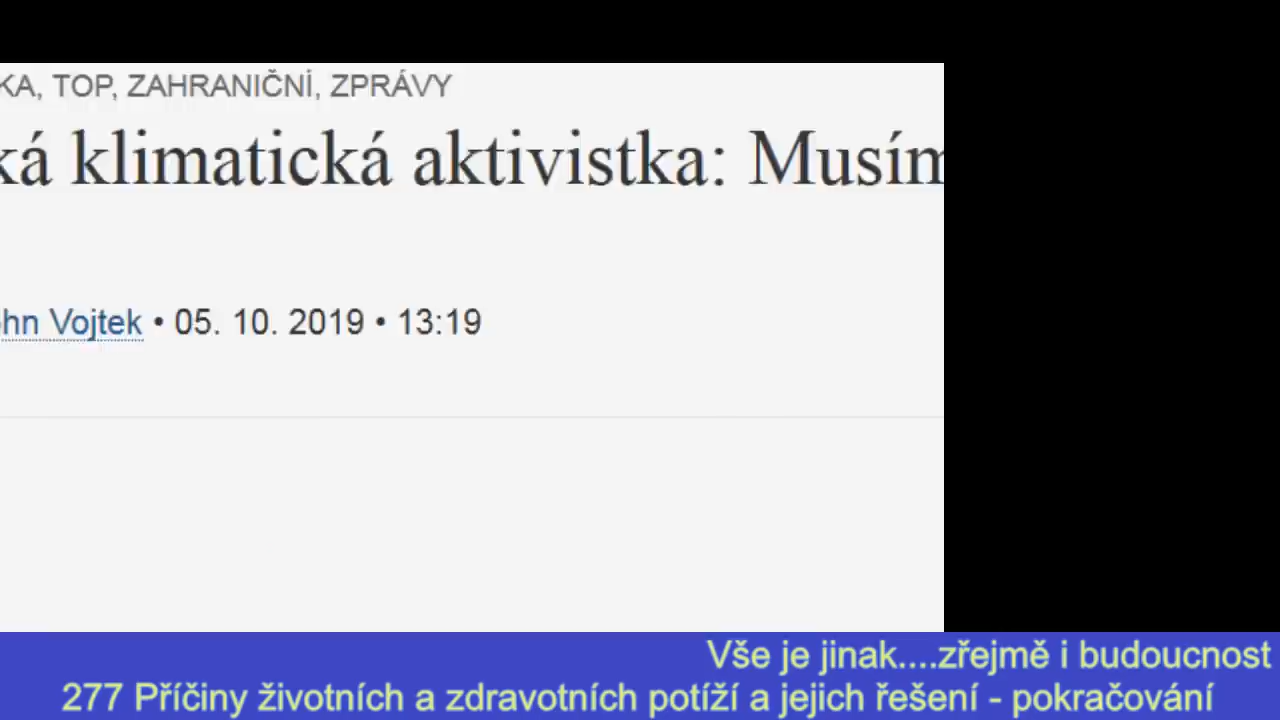 KA, TOP, ZAHRANIČNÍ, ZPRÁVY
ká klimatická aktivistka: Musím
ohn Vojtek • 05. 10. 2019 • 13:19
Vše je jinak....zřejmě i budoucnost
277 Příčiny životních a zdravotních potíží a jejich řešení - pokračování